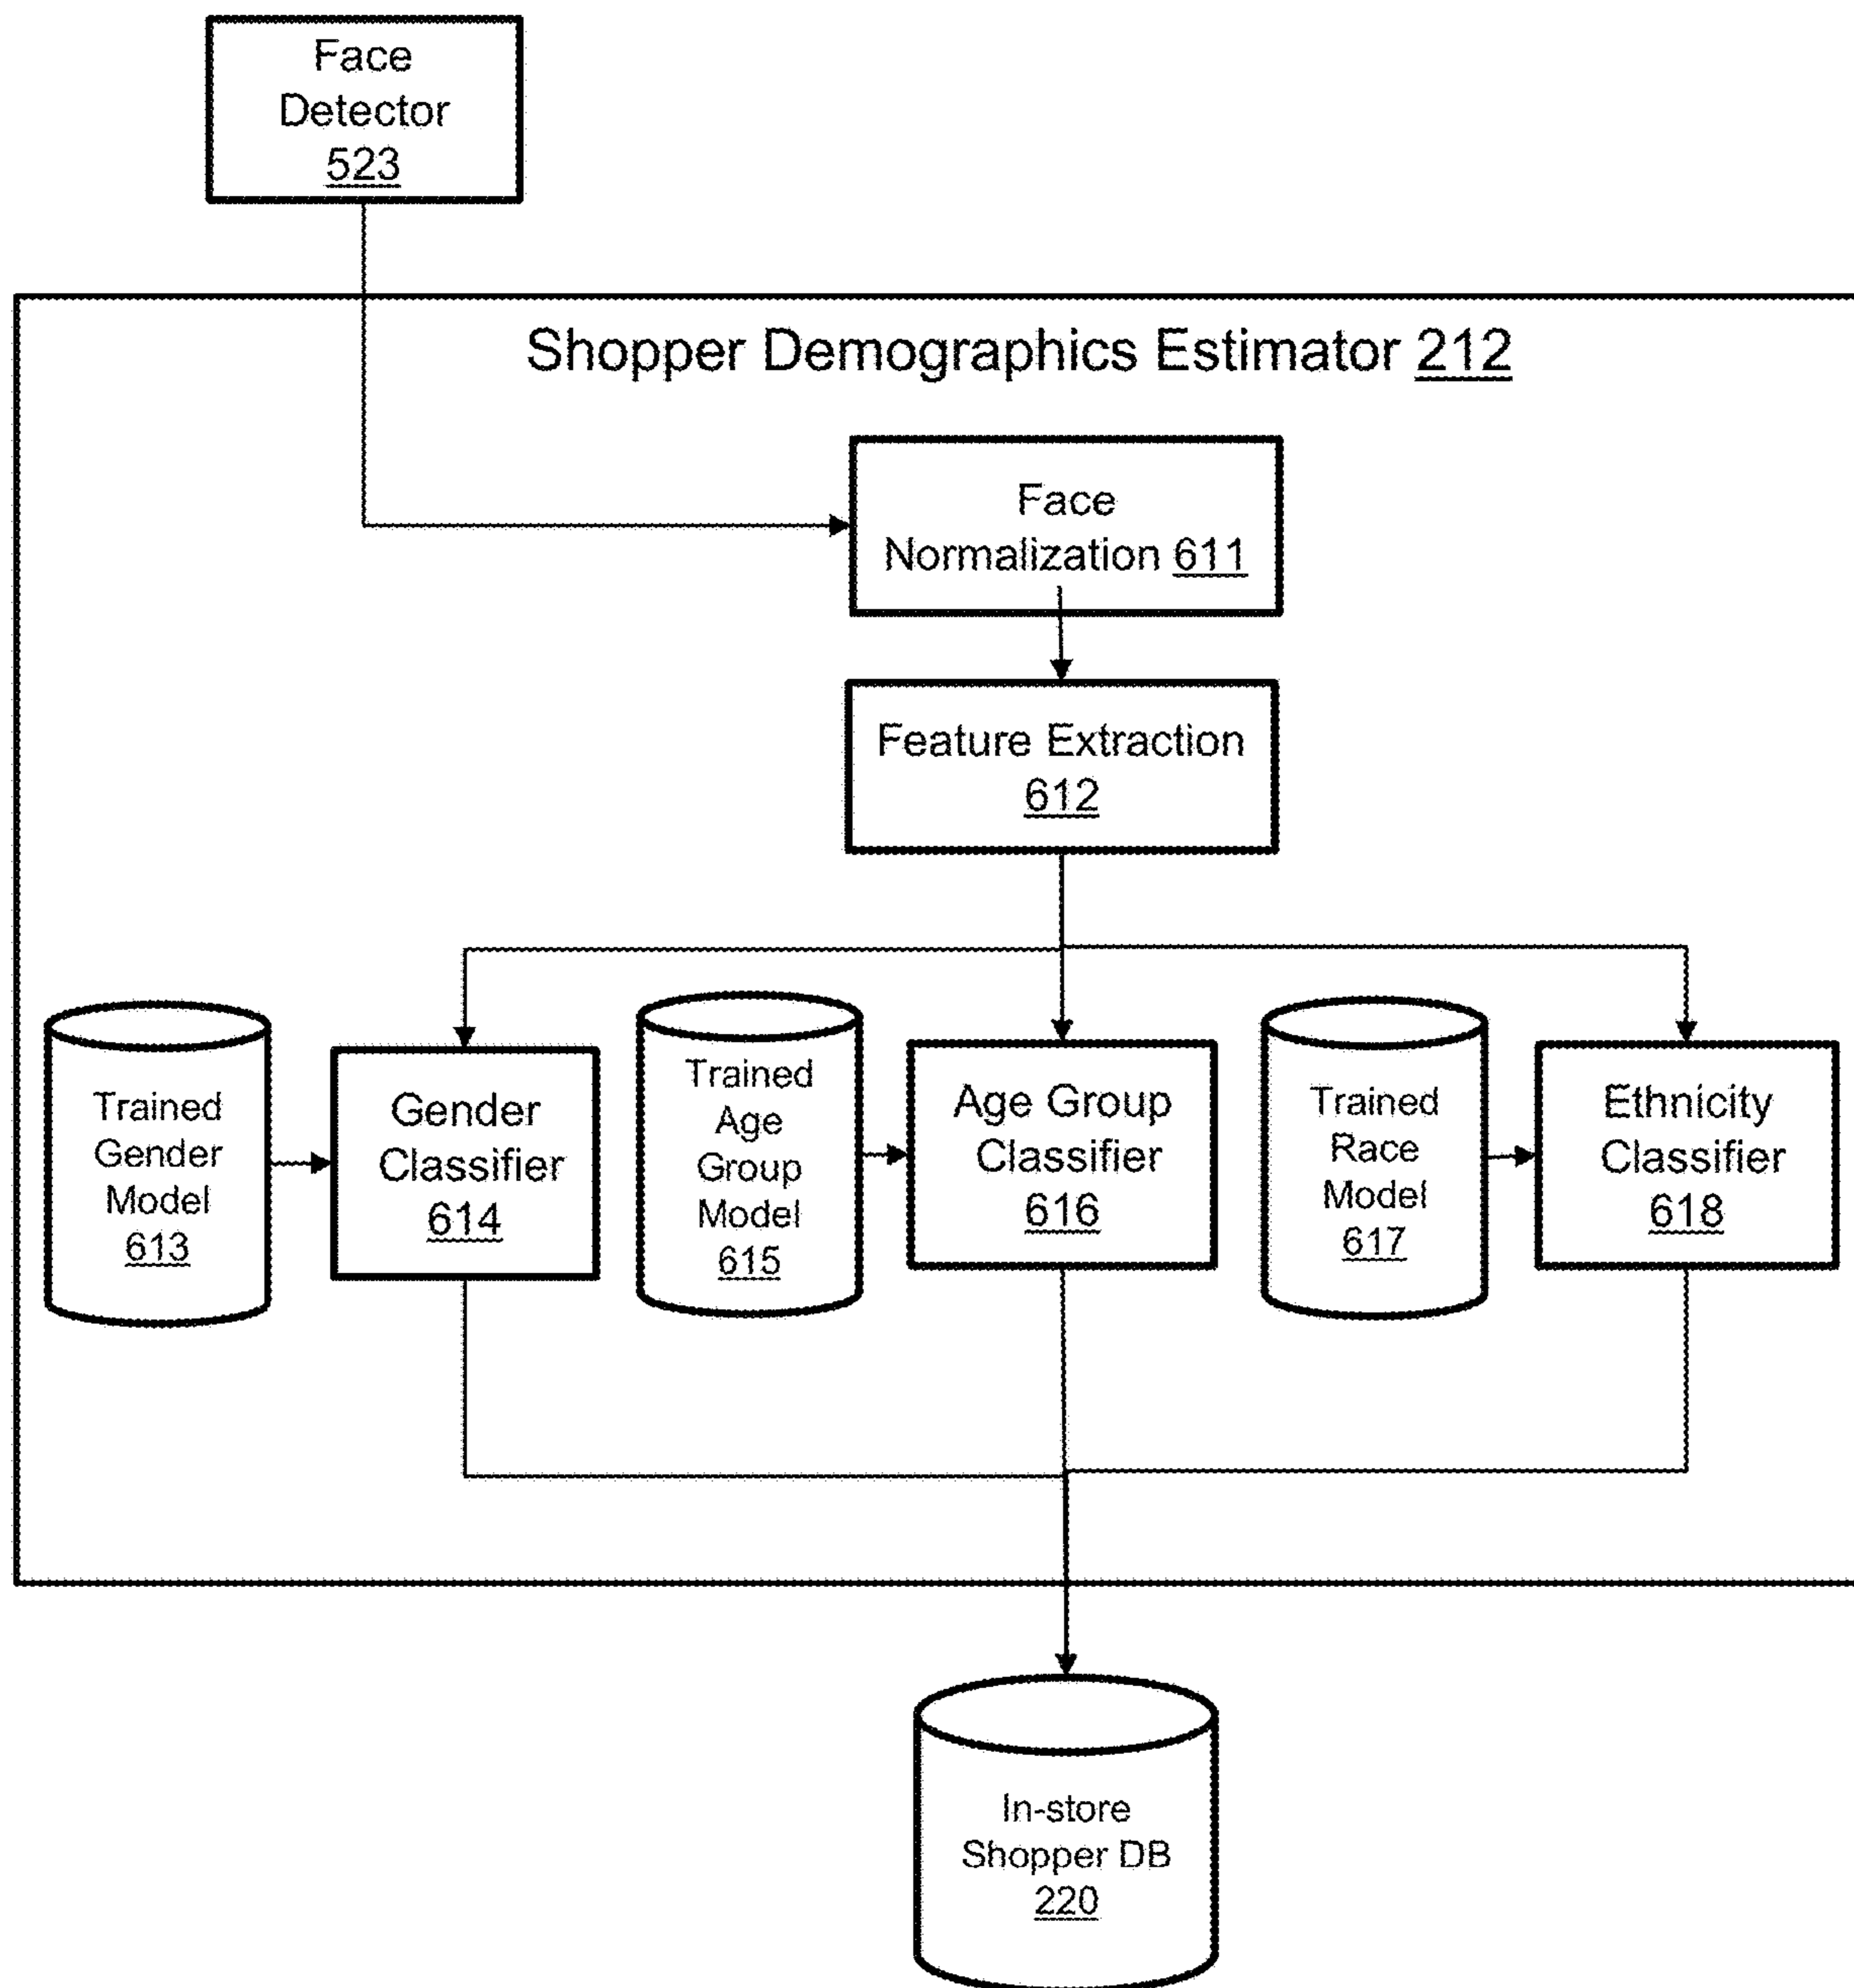 Face
Detector
523
Shopper Demographics Estimator 212
Face
Normalization 611
Feature Extraction
612
Trained
Gender
Model
613
Gender
Classifier
614
Trained
Age
Group
Model
615
Age Group
Classifier
616
Trained
Race
Model
617
Ethnicity
Classifier
618
In-store
Shopper DB
220